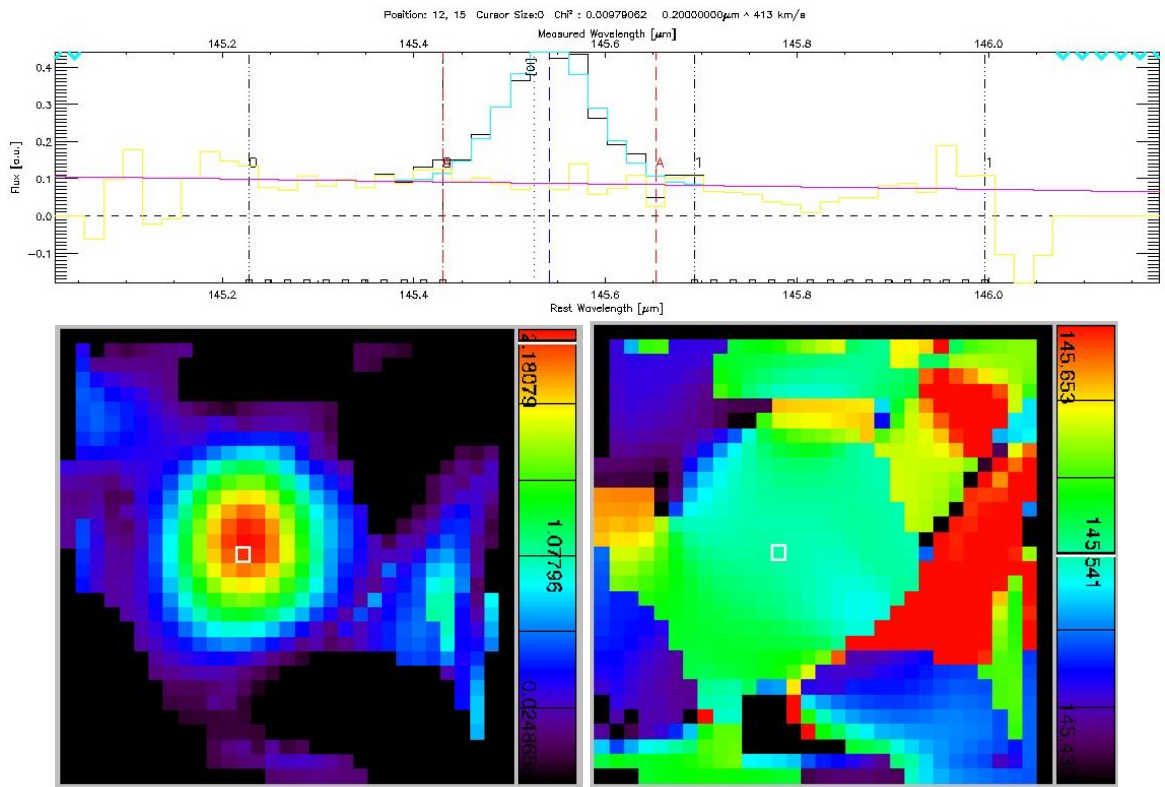 Position: 12, 15 Cursor Size:0 Chi² : 0.00979062 0.20000000μm ^ 413 km/s
Measured Wavelength [μm]
145.2 145.4 145.6 145.8 146.0
0.4
0.3
0.2
0.1
0.0
-0.1
Flux [a.u.]
[O]
0 A 1 1
145.2 145.4 145.6 145.8 146.0
Rest Wavelength [μm]
1.07796
145.653
145.541